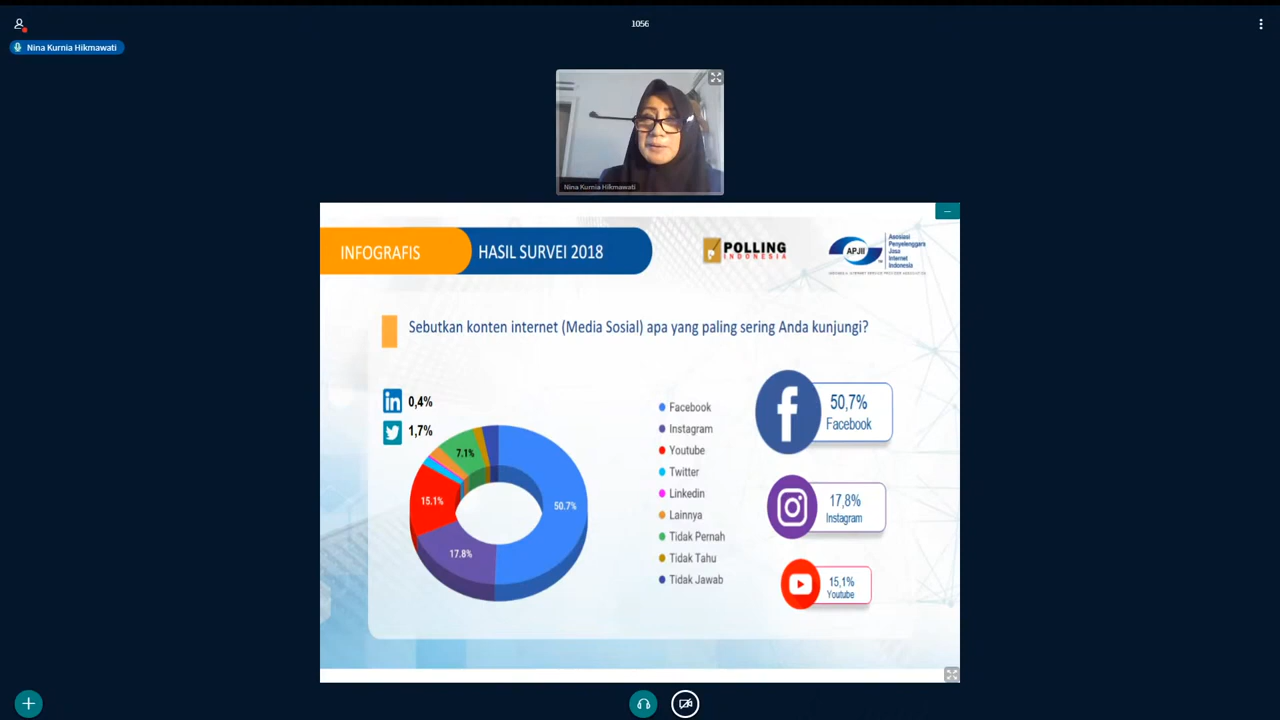 1056
Nina Kurnia Hikmawati
Nina Kurnia Hikmawati
INFOGRAFIS
HASIL SURVEI 2018
POLLING
INDONESIA
APJII
Asosiasi
Penyelenggara
Jasa
Internet
Indonesia
Sebutkan konten internet (Media Sosial) apa yang paling sering Anda kunjungi?
in 0,4%
1,7%
7.1%
15.1%
50.7%
17.8%
Facebook
Instagram
Youtube
Twitter
Linkedin
Lainnya
Tidak Pernah
Tidak Tahu
Tidak Jawab
f
50,7%
Facebook
17,8%
Instagram
15,1%
Youtube